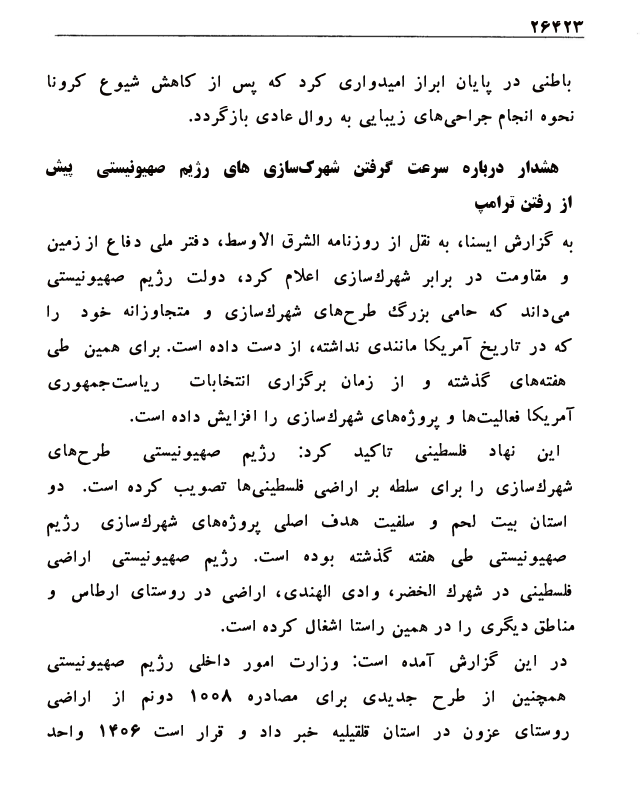 ۲۶۴۲۳
باطنی در پایان ابراز امیدواری کرد که پس از کاهش شیوع کرونا
نحوه انجام جراحی‌های زیبایی به روال عادی بازگردد.
هشدار درباره سرعت گرفتن شهرک‌سازی های رژیم صهیونیستی پیش
از رفتن ترامپ
به گزارش ایسنا، به نقل از روزنامه الشرق الاوسط، دفتر ملی دفاع از زمین
و مقاومت در برابر شهرک‌سازی اعلام کرد، دولت رژیم صهیونیستی
می‌داند که حامی بزرگ طرح‌های شهرک‌سازی و متجاوزانه خود را
که در تاریخ آمریکا مانندی نداشته، از دست داده است. برای همین طی
هفته‌های گذشته و از زمان برگزاری انتخابات ریاست‌جمهوری
آمریکا فعالیت‌ها و پروژه‌های شهرک‌سازی را افزایش داده است.
این نهاد فلسطینی تاکید کرد: رژیم صهیونیستی طرح‌های
شهرک‌سازی را برای سلطه بر اراضی فلسطینی‌ها تصویب کرده است. دو
استان بیت لحم و سلفیت هدف اصلی پروژه‌های شهرک‌سازی رژیم
صهیونیستی طی هفته گذشته بوده است. رژیم صهیونیستی اراضی
فلسطینی در شهرک الخضر، وادی الهندی، اراضی در روستای ارطاس و
مناطق دیگری را در همین راستا اشغال کرده است.
در این گزارش آمده است: وزارت امور داخلی رژیم صهیونیستی
همچنین از طرح جدیدی برای مصادره ۱۰۰۸ دونم از اراضی
روستای عزون در استان قلقیلیه خبر داد و قرار است ۱۴۰۶ واحد